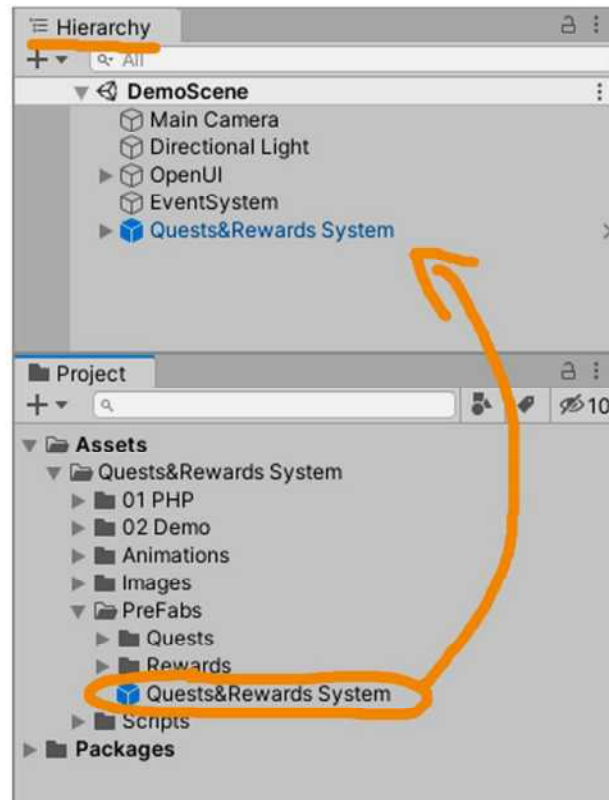 Hierarchy
All
DemoScene
Main Camera
Directional Light
OpenUI
EventSystem
Quests&Rewards System
Project
10
Assets
Quests&Rewards System
01 PHP
02 Demo
Animations
Images
PreFabs
Quests
Rewards
Quests&Rewards System
Scripts
Packages